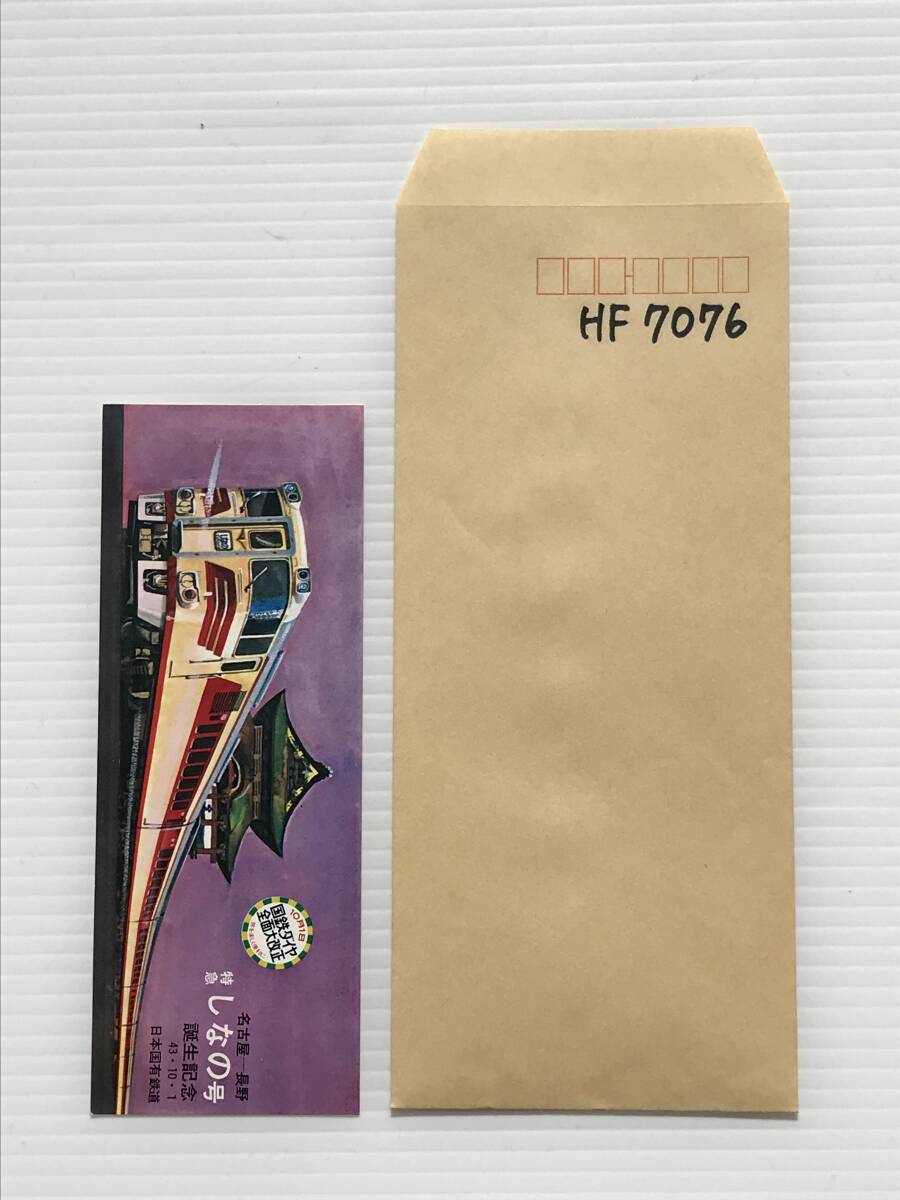 HF 7076
10月1日
国鉄ダイヤ
全面大改正
名古屋―長野
特急 しなの号
誕生記念
43・10・1
日本国有鉄道